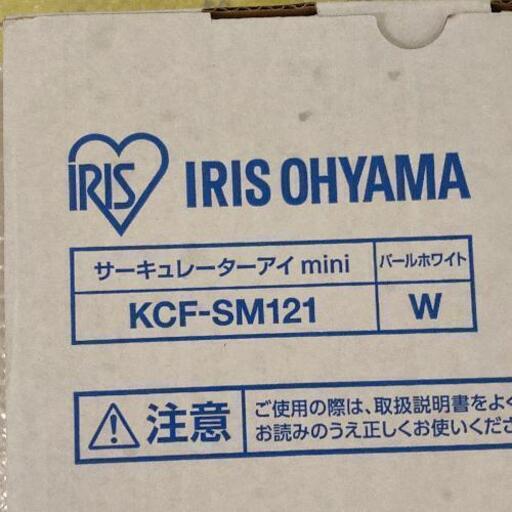 IRIS IRIS OHYAMA
サーキュレーターアイ mini パールホワイト
KCF-SM121 W
注意 ご使用の際は、取扱説明書をよく
お読みのうえ正しくお使いくだ